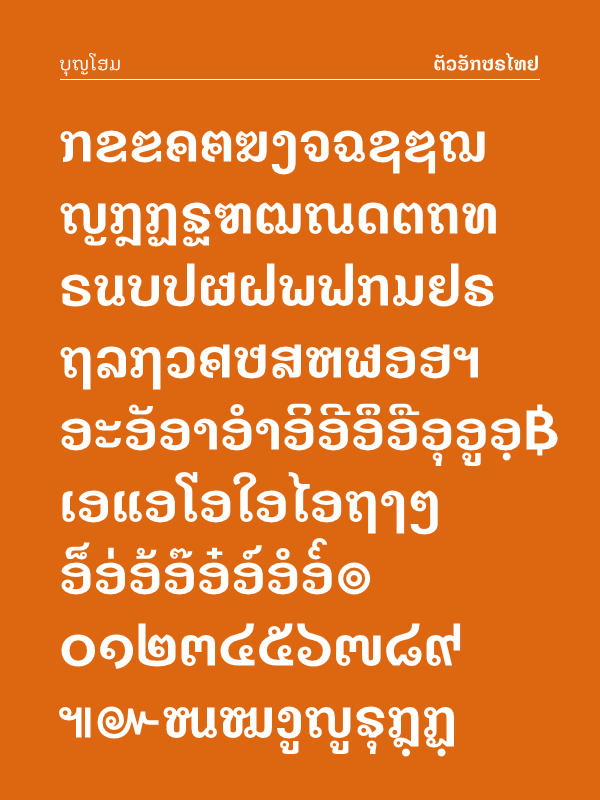 บุญโฮม
ตัวอักษรไทย
กขฃคฅฆงจฉชซฌ
ญฎฏฐฑฒณดตถท
ธนบปผฝพฟภมยร
ฤลฦวศษสหฬอฮฯ
อะอัอาอำอิอีอึอือุอูอฺ฿
เอแอโอใอไอฤๅๆ
อ็อ่อ้อ๊อ๋อ์อํอ๎๏
๐๑๒๓๔๕๖๗๘๙
๚๛หนหมงูญูฐุฎฺฏฺ